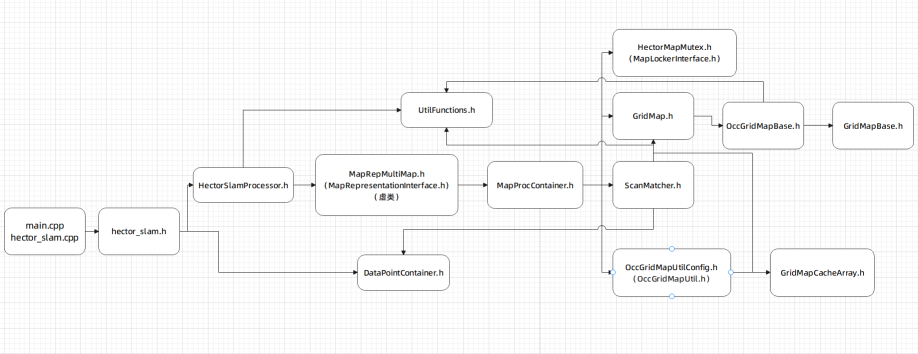 HectorMapMutex.h
(MapLockerInterface.h)
UtilFunctions.h
GridMap.h
OccGridMapBase.h
GridMapBase.h
HectorSlamProcessor.h
MapRepMultiMap.h
(MapRepresentationInterface.h)
(虚类)
MapProcContainer.h
ScanMatcher.h
main.cpp
hector_slam.cpp
hector_slam.h
DataPointContainer.h
OccGridMapUtilConfig.h
(OccGridMapUtil.h)
GridMapCacheArray.h